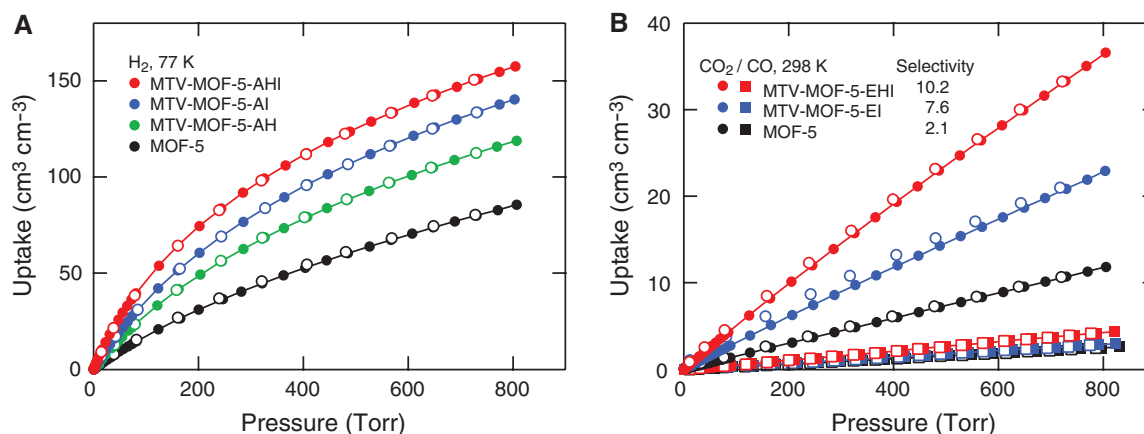 A
H2, 77 K
MTV-MOF-5-AHI
MTV-MOF-5-AI
MTV-MOF-5-AH
MOF-5
Uptake (cm³ cm⁻³)
150
100
50
0
0 200 400 600 800
Pressure (Torr)
B
CO2 / CO, 298 K Selectivity
MTV-MOF-5-EHI 10.2
MTV-MOF-5-EI 7.6
MOF-5 2.1
Uptake (cm³ cm⁻³)
40
30
20
10
0
0 200 400 600 800
Pressure (Torr)